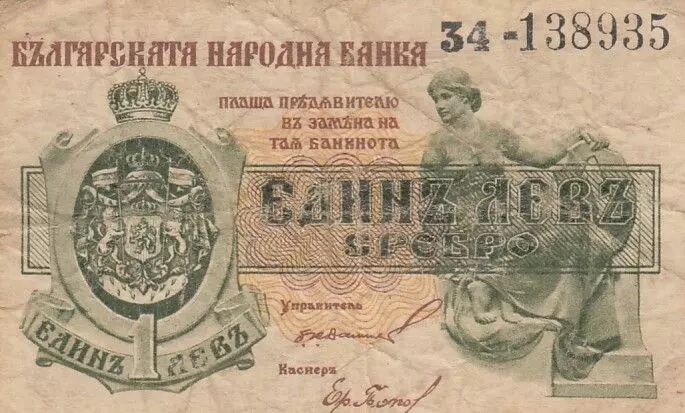 БЪЛГАРСКАТА НАРОДНА БАНКА
34 -138935
ПЛАЩА ПРѢДЯВИТЕЛЮ
ВЪ ЗАМѢНА НА
ТАЯ БАНКНОТА
ЕДИНЪ ЛЕВЪ
СРЕБРО
Управитель
Касиеръ
ЕДИНЪ 1 ЛЕВЪ